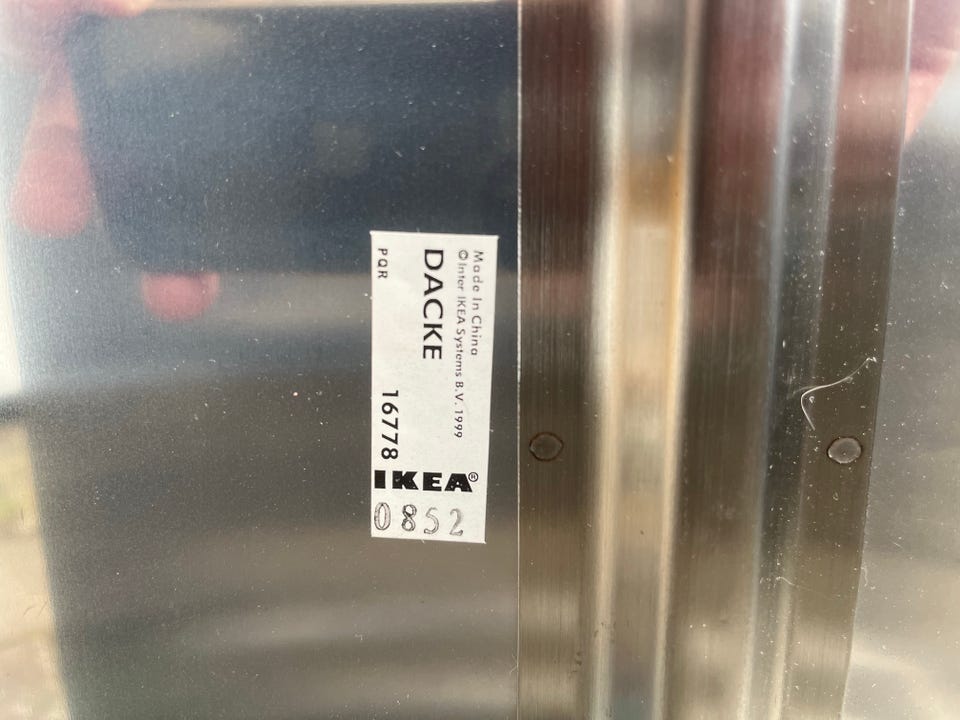 Made In China
© Inter IKEA Systems B.V. 1999
DACKE
PQR
16778
IKEA®
0852